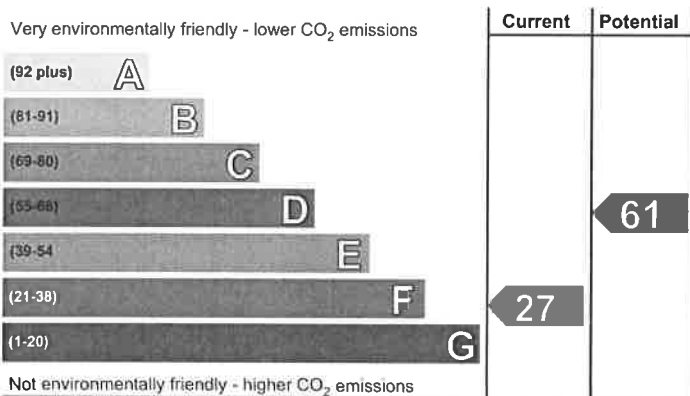 Very environmentally friendly - lower CO₂ emissions
Current
Potential
(92 plus) A
(81-91) B
(69-80) C
(55-68) D
61
(39-54 E
(21-38) F
27
(1-20) G
Not environmentally friendly - higher CO₂ emissions